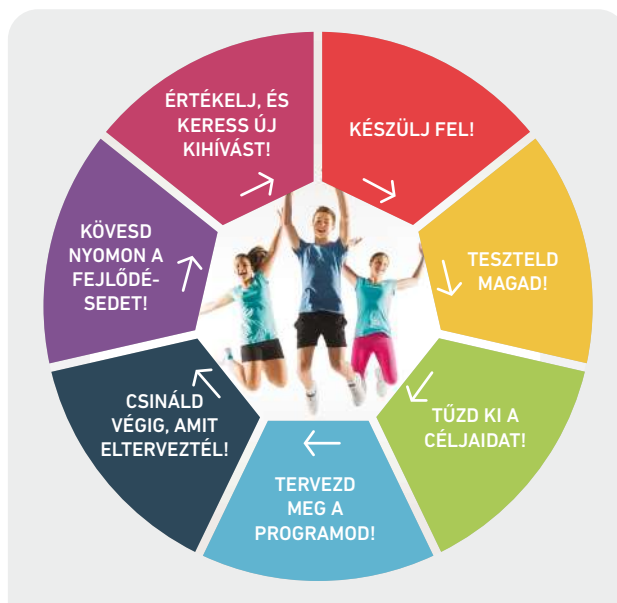 KÉSZÜLJ FEL!
TESZTELD
MAGAD!
TŰZD KI A
CÉLJAIDAT!
TERVEZD
MEG A
PROGRAMOD!
CSINÁLD
VÉGIG, AMIT
ELTERVEZTÉL!
KÖVESD
NYOMON A
FEJLŐDÉ-
SEDET!
ÉRTÉKELJ, ÉS
KERESS ÚJ
KIHÍVÁST!